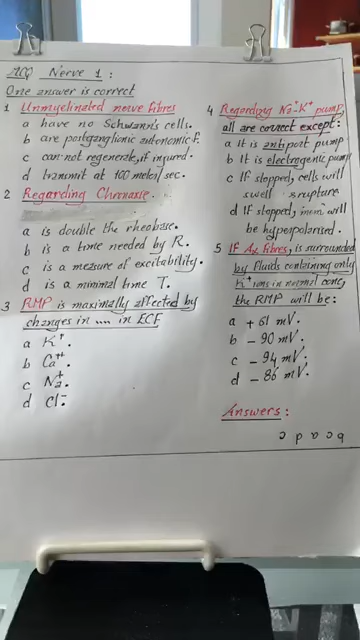 ACQ Nerve 1 :
One answer is correct
1 Unmyelinated nerve fibres
a have no Schwann's cells.
b are postganglionic autonomic f.
c can not regenerate, if injured.
d transmit at 100 meter/sec.
2 Regarding Chronaxie.
a is double the rheobase.
b is a time needed by R.
c is a measure of excitability.
d is a minimal time T.
3 RMP is maximally affected by
changes in .... in ECF
a K⁺.
b Ca⁺⁺.
c Na⁺.
d Cl⁻.
4 Regarding Na⁺-K⁺ pump,
all are correct except:
a It is antiport pump
b It is electrogenic pump
c If stopped, cells will
swell & rupture
d If stopped, mm will
be hyperpolarised.
5 If Aα fibres, is surrounded
by fluids containing only
K⁺ ions in normal conc,
the RMP will be:
a + 61 mV.
b - 90 mV.
c - 94 mV.
d - 86 mV.
Answers:
b c a d c